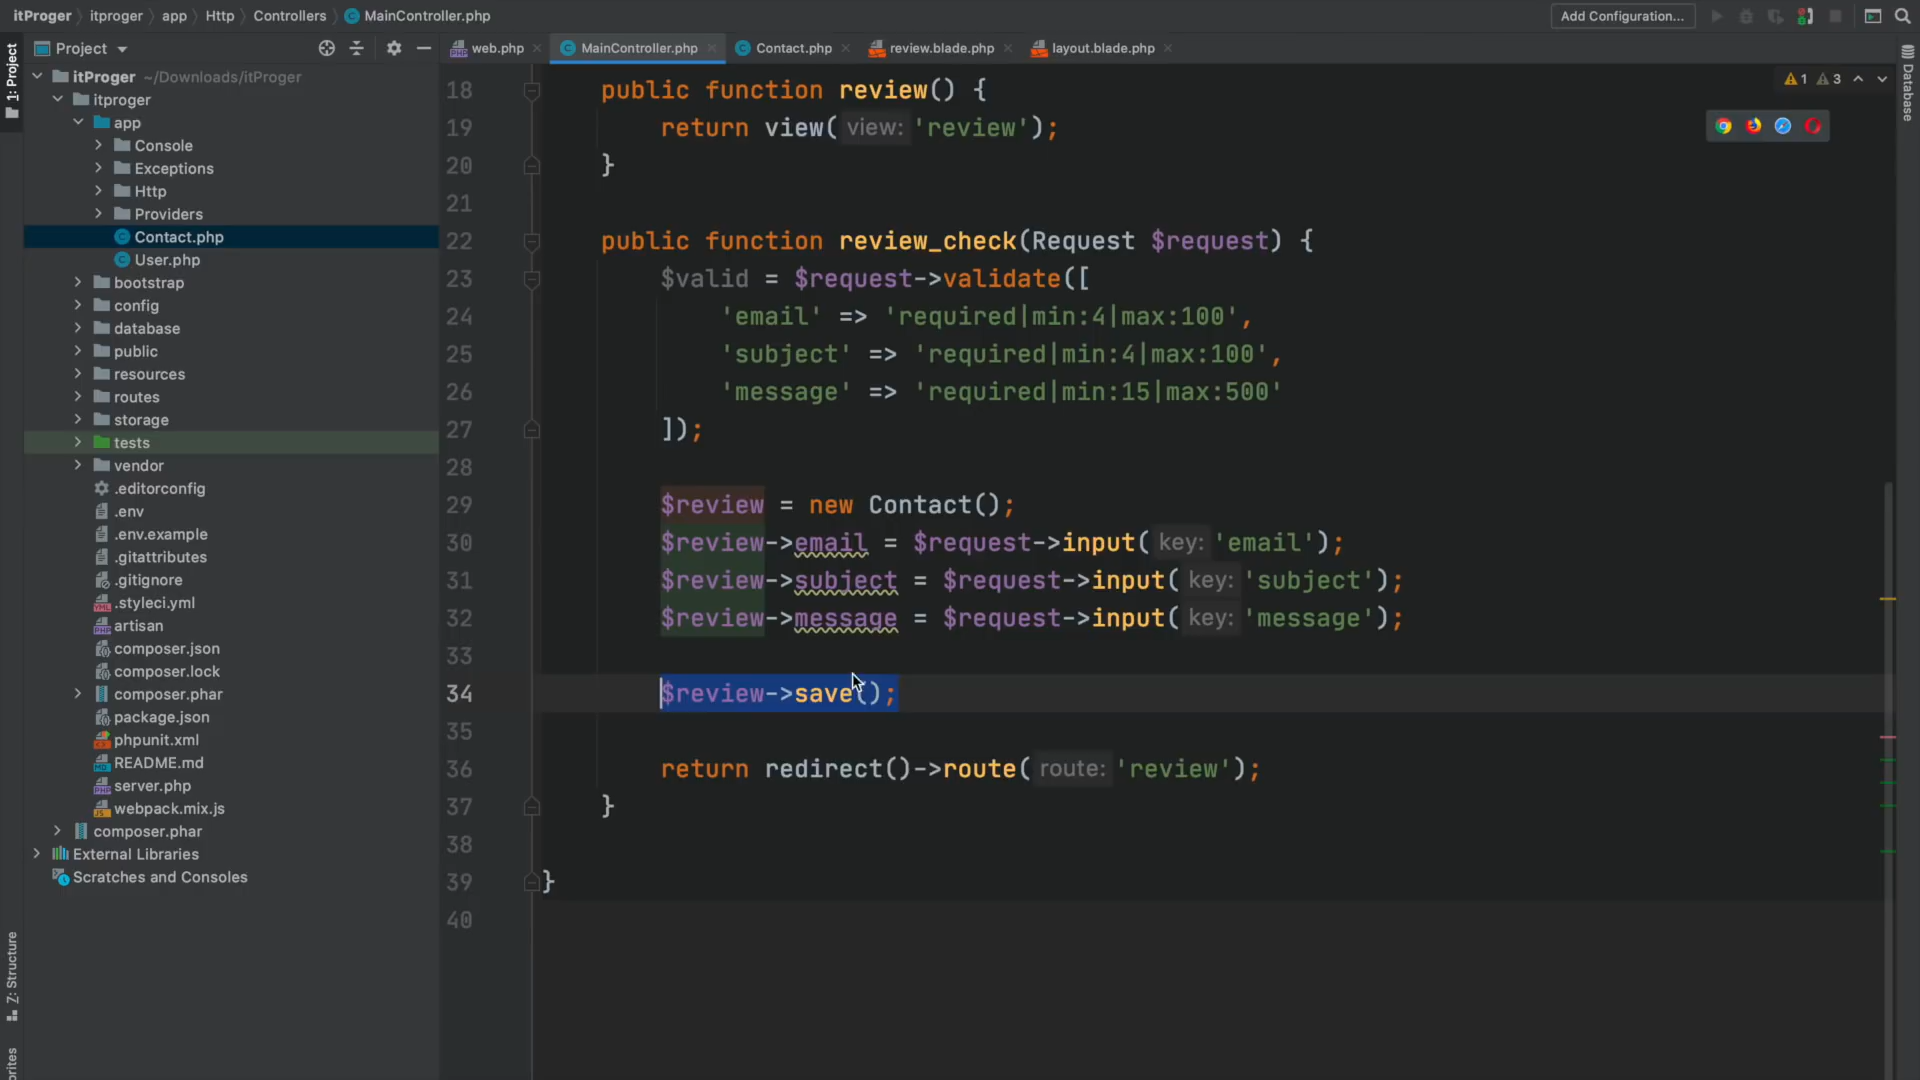 itProger itproger app Http Controllers MainController.php
Add Configuration...
1: Project
Project
web.php MainController.php Contact.php review.blade.php layout.blade.php
Database
itProger ~/Downloads/itProger
itproger
app
Console
Exceptions
Http
Providers
Contact.php
User.php
bootstrap
config
database
public
resources
routes
storage
tests
vendor
.editorconfig
.env
.env.example
.gitattributes
.gitignore
.styleci.yml
artisan
composer.json
composer.lock
composer.phar
package.json
phpunit.xml
README.md
server.php
webpack.mix.js
composer.phar
External Libraries
Scratches and Consoles
Z: Structure
1 3
18 public function review() {
19 return view( view: 'review');
20 }
21
22 public function review_check(Request $request) {
23 $valid = $request->validate([
24 'email' => 'required|min:4|max:100',
25 'subject' => 'required|min:4|max:100',
26 'message' => 'required|min:15|max:500'
27 ]);
28
29 $review = new Contact();
30 $review->email = $request->input( key: 'email');
31 $review->subject = $request->input( key: 'subject');
32 $review->message = $request->input( key: 'message');
33
34 $review->save();
35
36 return redirect()->route( route: 'review');
37 }
38
39 }
40